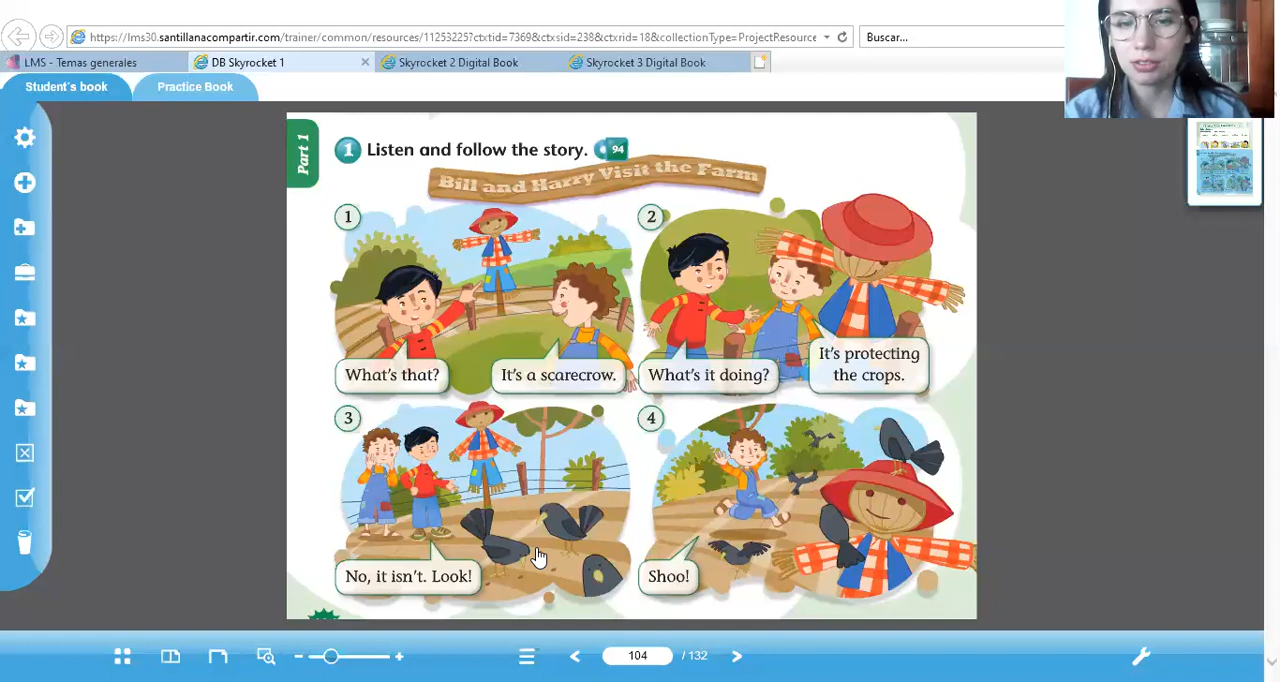 https://lms30.santillanacompartir.com/trainer/common/resources/11253225?ctxtid=7369&ctxsid=238&ctxrid=18&collectionType=ProjectResource
Buscar...
LMS - Temas generales
DB Skyrocket 1
Skyrocket 2 Digital Book
Skyrocket 3 Digital Book
Student's book
Practice Book
Part 1
1 Listen and follow the story. 94
Bill and Harry Visit the Farm
1
What's that?
It's a scarecrow.
2
What's it doing?
It's protecting
the crops.
3
No, it isn't. Look!
4
Shoo!
104 / 132